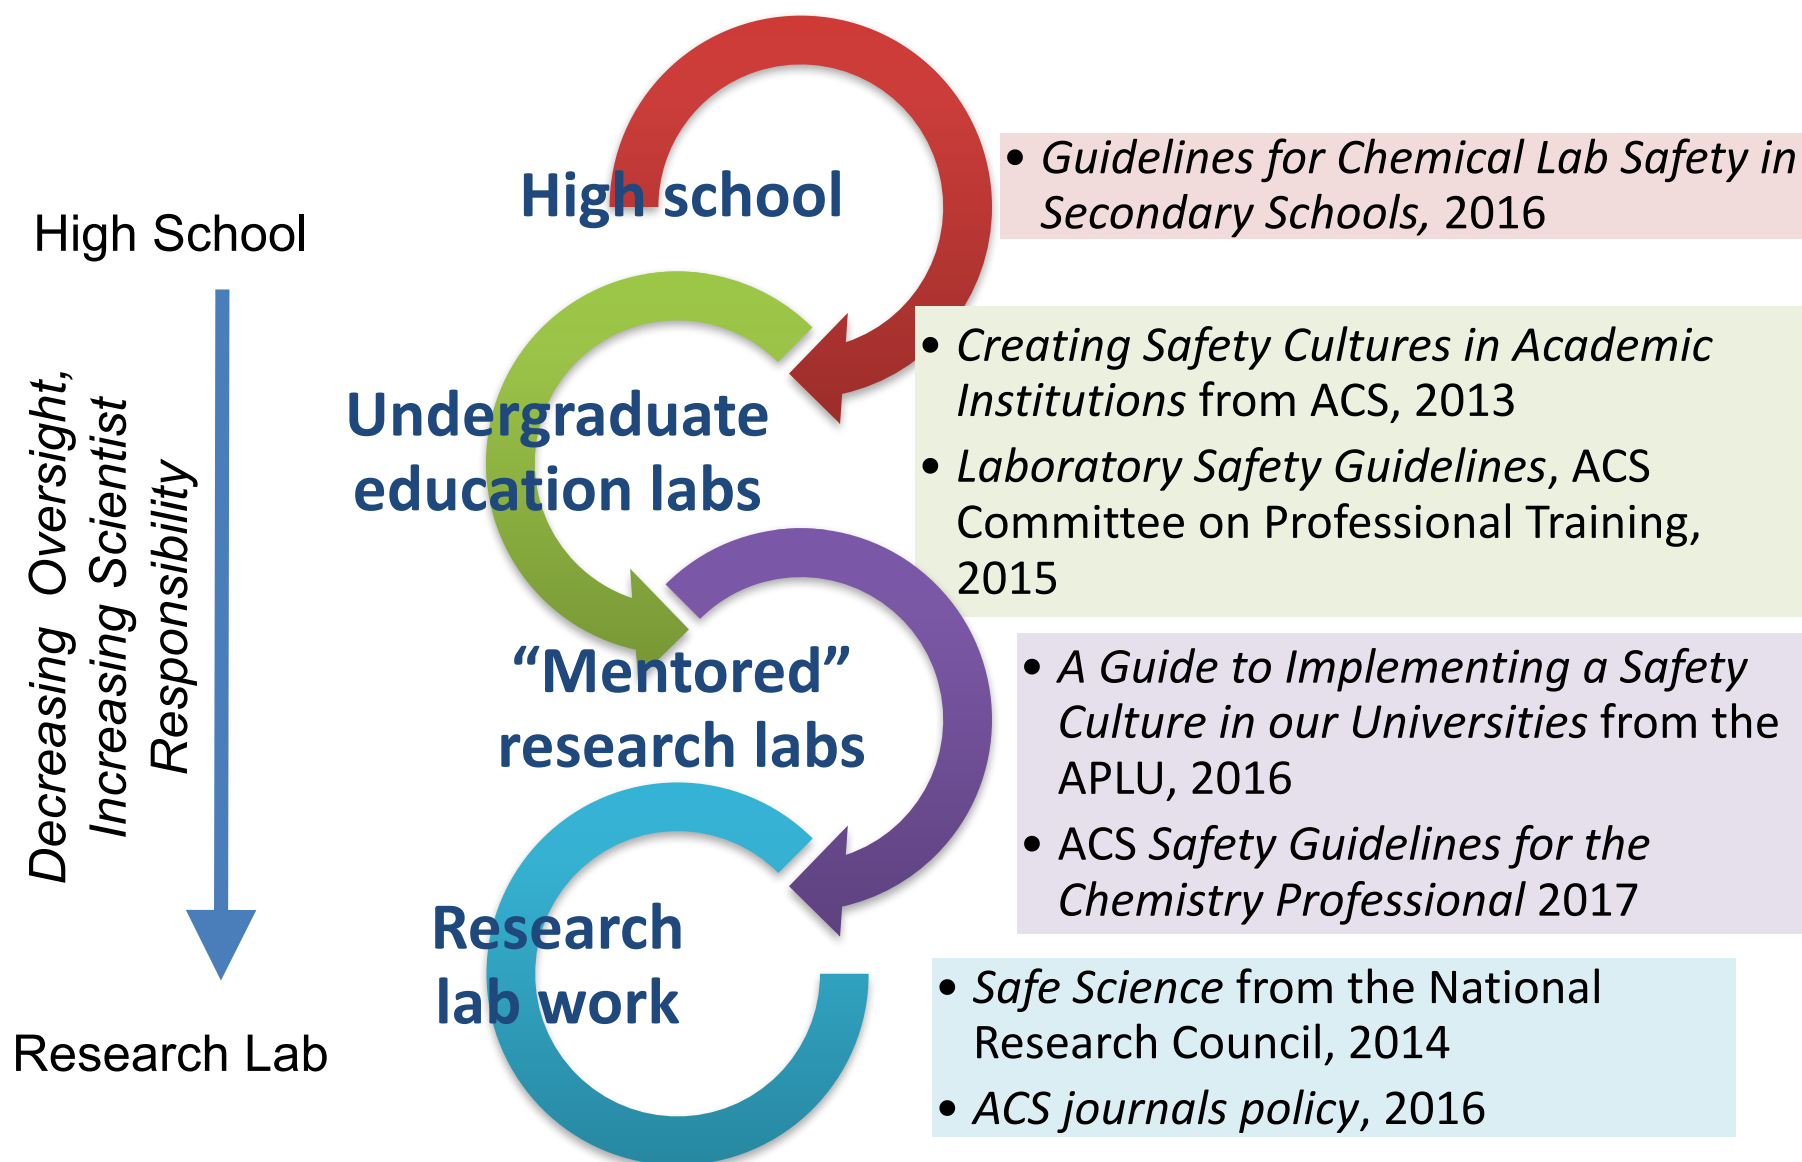 High School
Decreasing Oversight,
Increasing Scientist
Responsibility
Research Lab
High school
• Guidelines for Chemical Lab Safety in
Secondary Schools, 2016
Undergraduate
education labs
• Creating Safety Cultures in Academic
Institutions from ACS, 2013
• Laboratory Safety Guidelines, ACS
Committee on Professional Training,
2015
“Mentored”
research labs
• A Guide to Implementing a Safety
Culture in our Universities from the
APLU, 2016
• ACS Safety Guidelines for the
Chemistry Professional 2017
Research
lab work
• Safe Science from the National
Research Council, 2014
• ACS journals policy, 2016